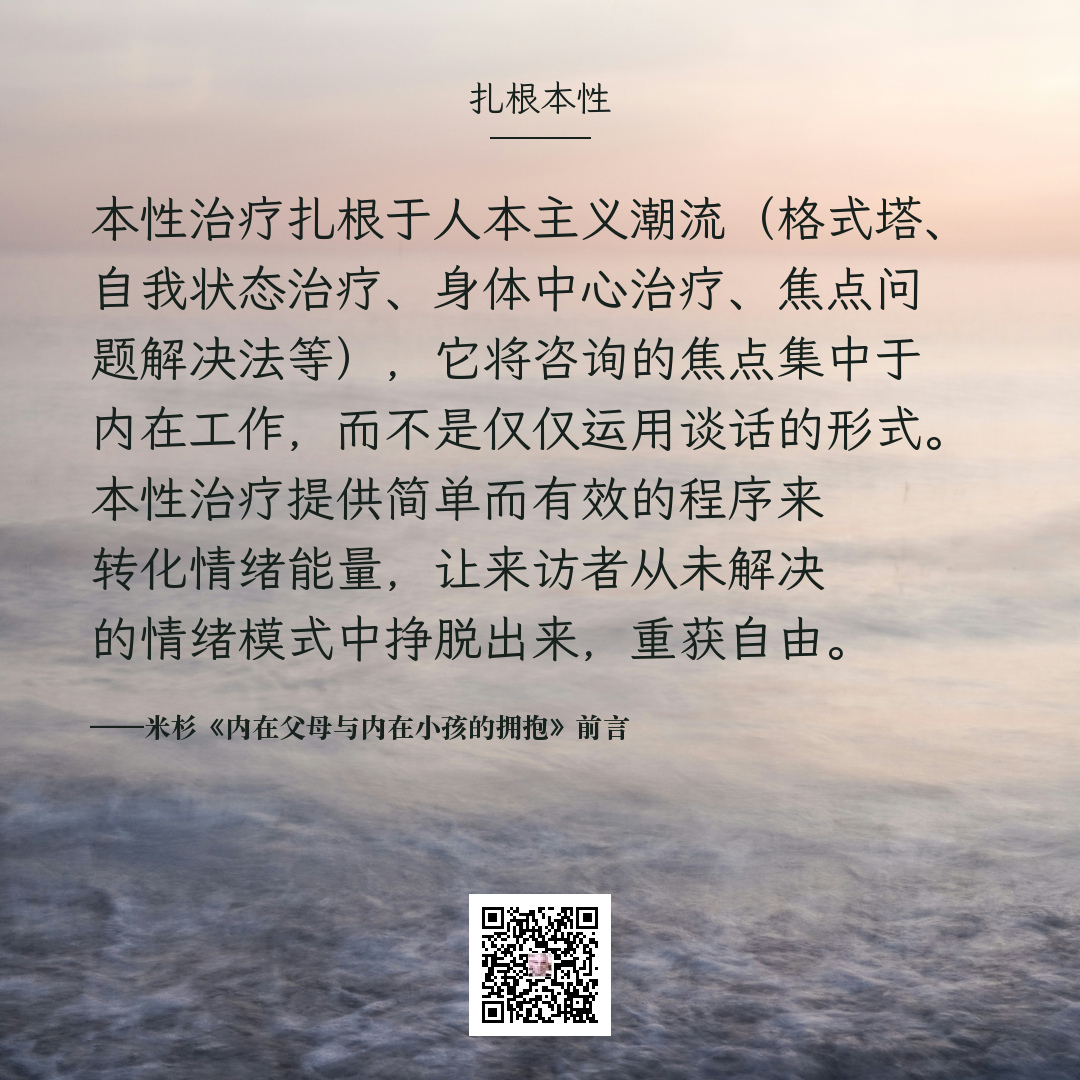 扎根本性
本性治疗扎根于人本主义潮流（格式塔、
自我状态治疗、身体中心治疗、焦点问
题解决法等），它将咨询的焦点集中于
内在工作，而不是仅仅运用谈话的形式。
本性治疗提供简单而有效的程序来
转化情绪能量，让来访者从未解决
的情绪模式中挣脱出来，重获自由。
——米杉《内在父母与内在小孩的拥抱》前言